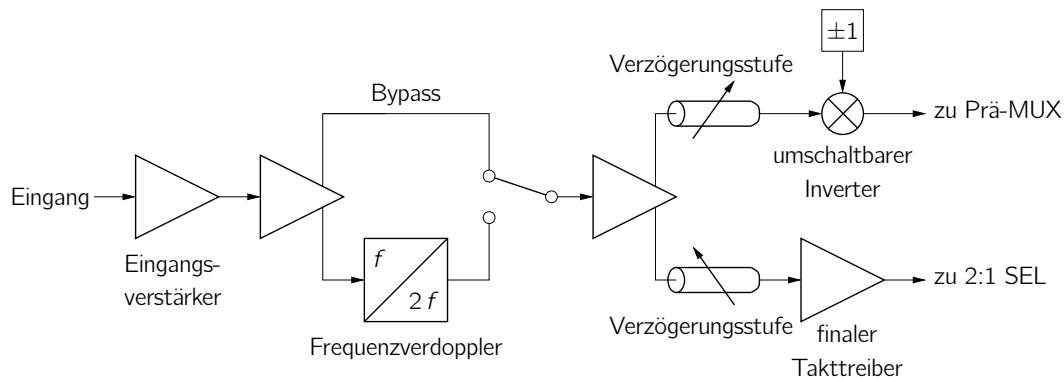 ±1
Verzögerungsstufe
Bypass
zu Prä-MUX
umschaltbarer
Inverter
Eingang
Eingangs-
verstärker
f
2 f
Frequenzverdoppler
zu 2:1 SEL
Verzögerungsstufe
finaler
Takttreiber